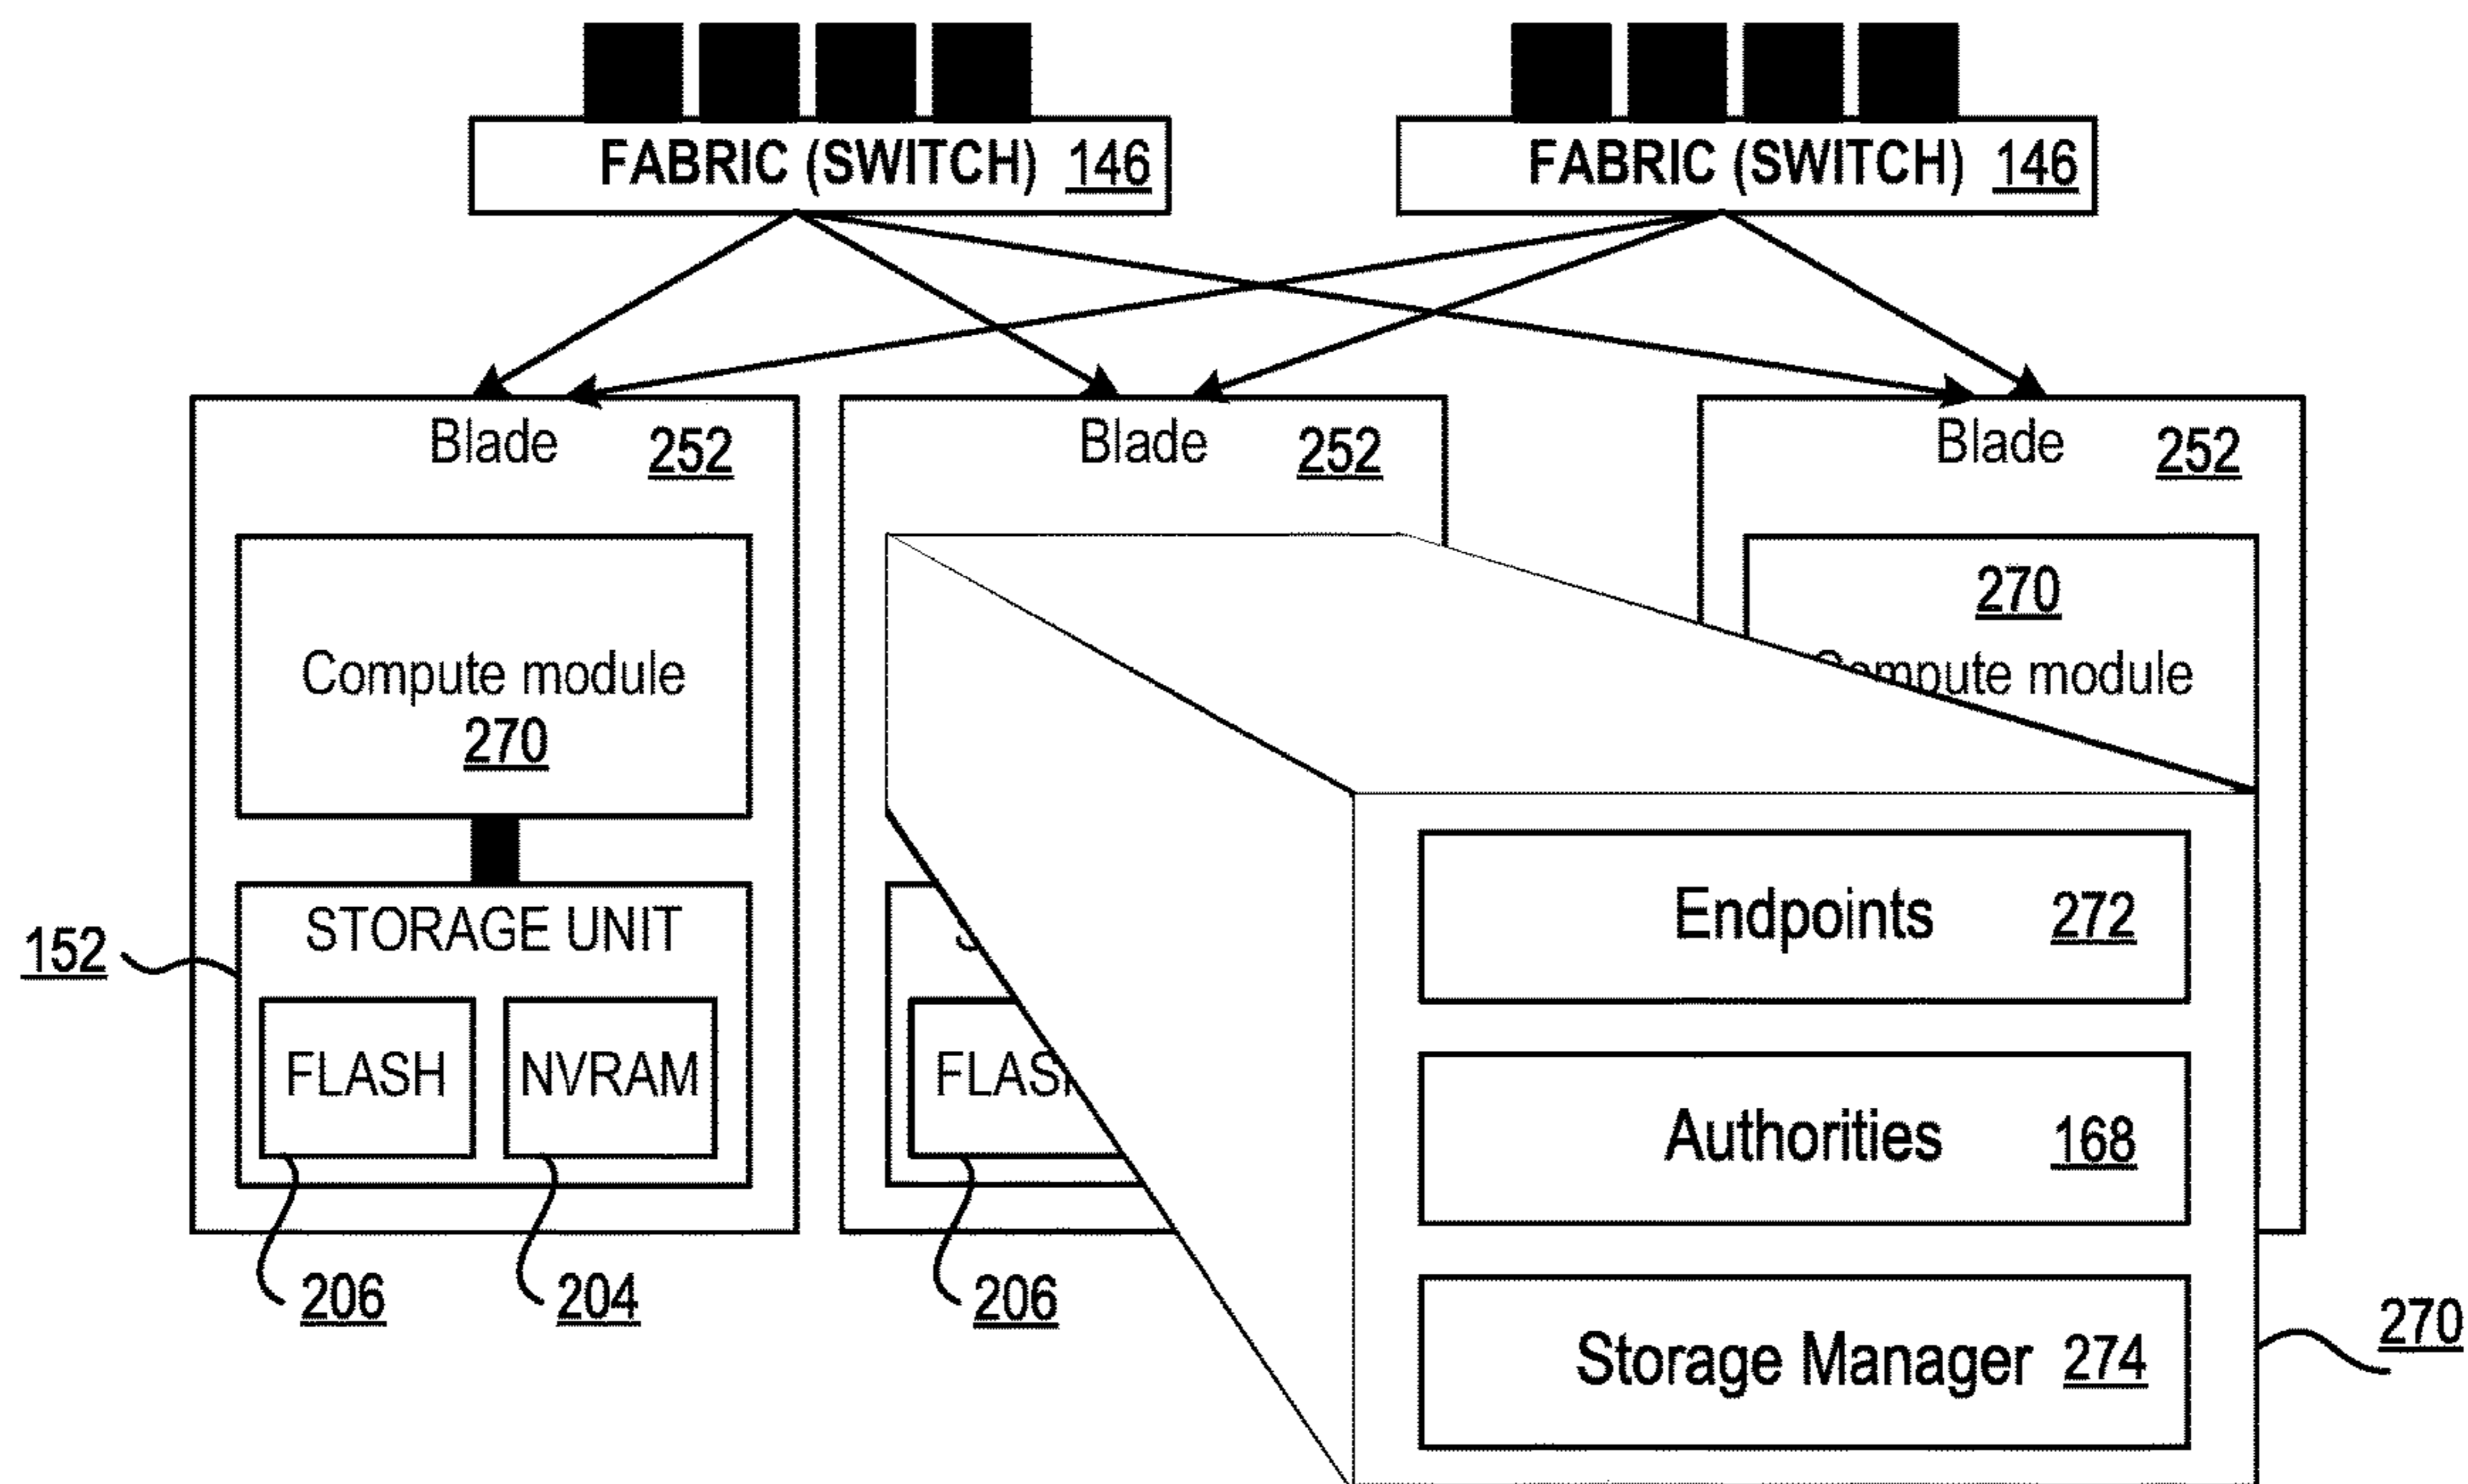 FABRIC (SWITCH) 146
FABRIC (SWITCH) 146
Blade 252
Blade 252
Blade 252
Compute module
270
270
module
STORAGE UNIT
152
FLASH
NVRAM
206
204
206
Endpoints 272
Authorities 168
Storage Manager 274
270